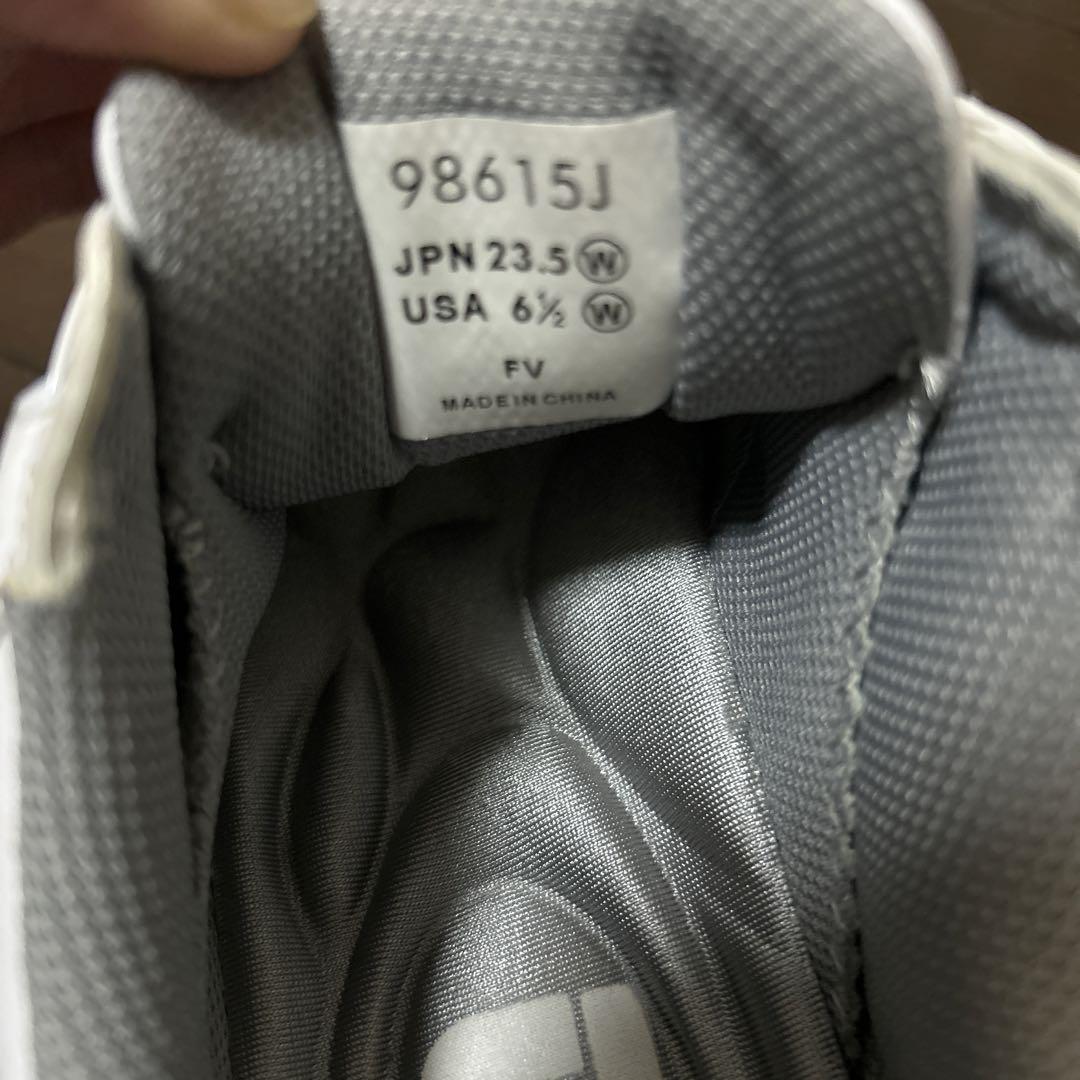 98615J
JPN 23.5 Ⓦ
USA 6½ Ⓦ
FV
MADE IN CHINA